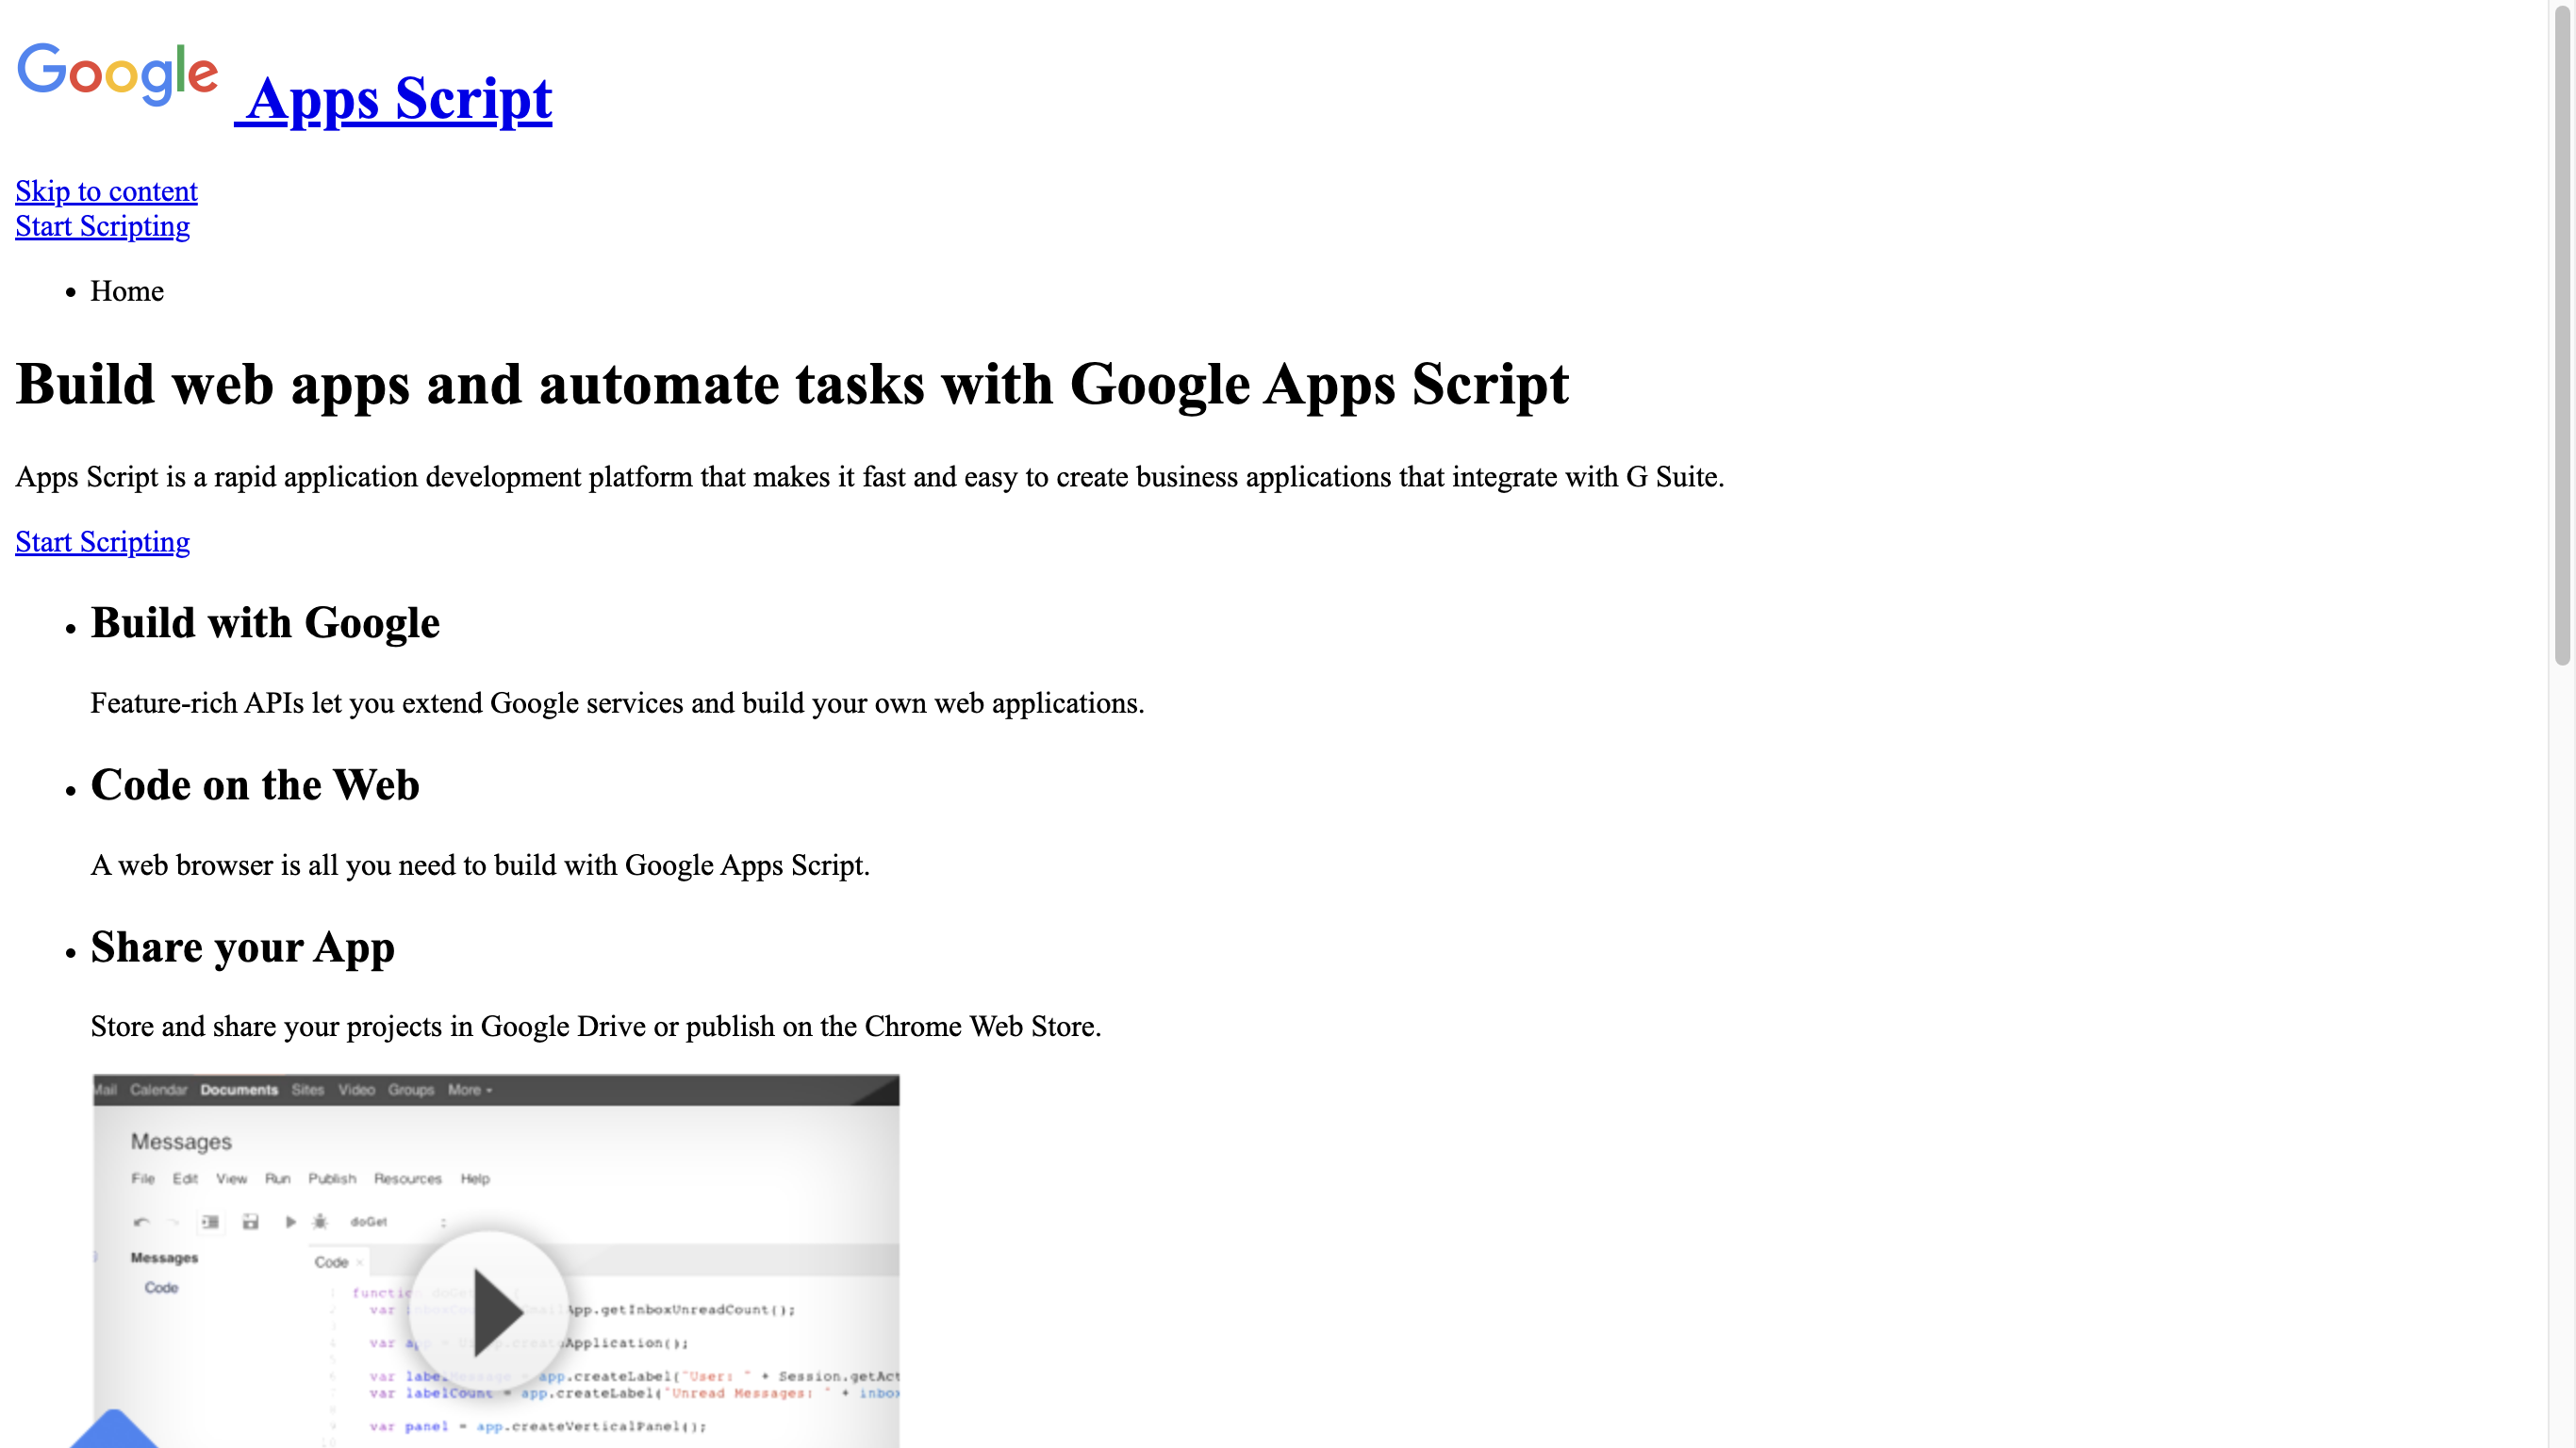 Google Apps Script
Skip to content
Start Scripting
Home
Build web apps and automate tasks with Google Apps Script
Apps Script is a rapid application development platform that makes it fast and easy to create business applications that integrate with G Suite.
Start Scripting
Build with Google
Feature-rich APIs let you extend Google services and build your own web applications.
Code on the Web
A web browser is all you need to build with Google Apps Script.
Share your App
Store and share your projects in Google Drive or publish on the Chrome Web Store.
Mail Calendar Documents Sites Video Groups More
Messages
File Edit View Run Publish Resources Help
doGet
Messages
Code ×
Code
function
var App.getInboxUnreadCount();
var Application();
var app.createLabel("User: " + Session.getAct
var labelCount = app.createLabel("Unread Messages: " + inbox
var panel = app.createVerticalPanel();